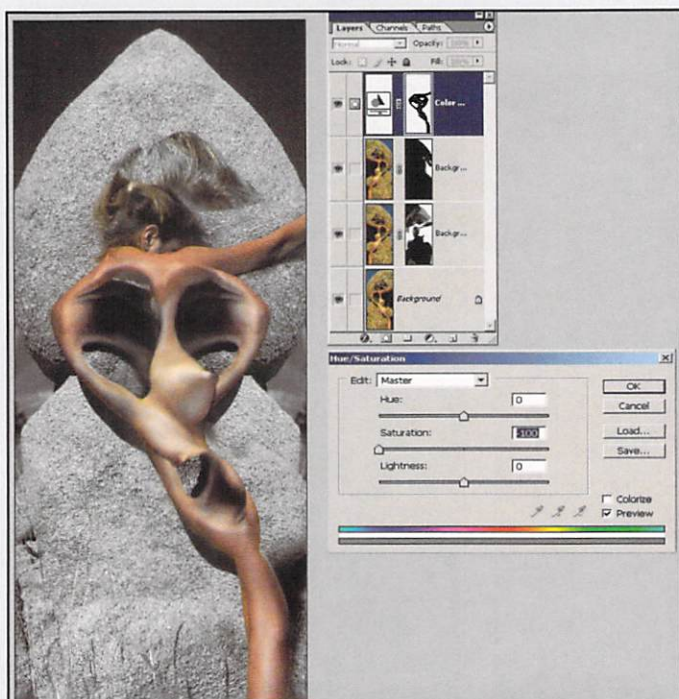 Layers Channels Paths
Normal Opacity: 100%
Lock: Fill: 100%
Color ...
Backgr...
Backgr...
Background
Hue/Saturation
Edit: Master
OK
Hue: 0
Cancel
Saturation: -100
Load...
Save...
Lightness: 0
Colorize
Preview